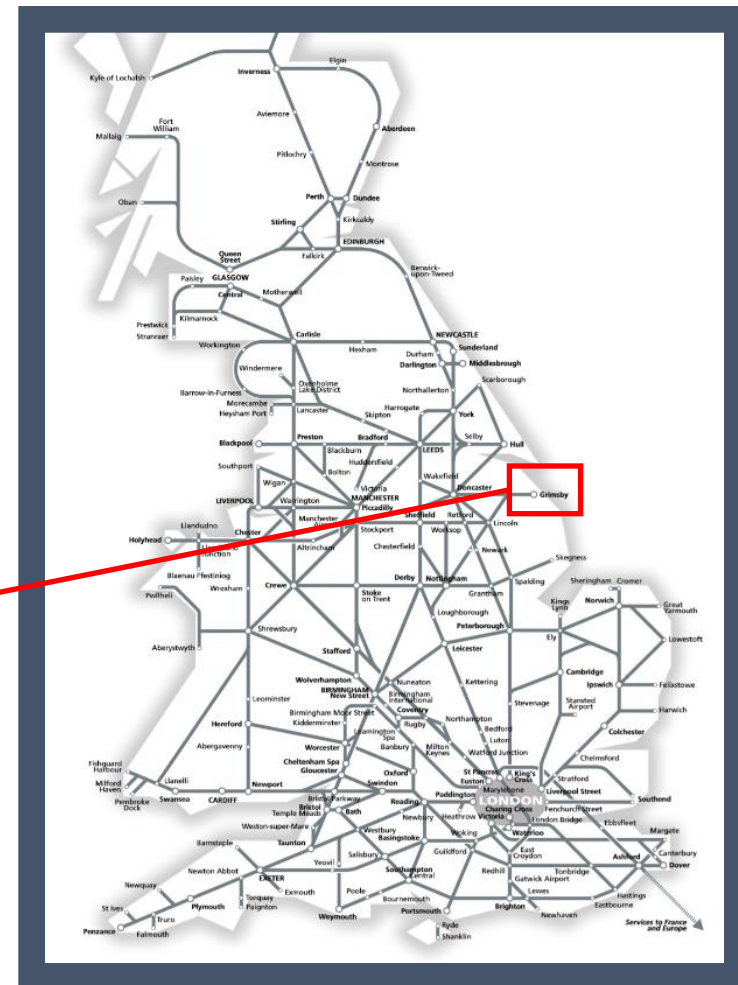 Elgin
Kyle of Lochalsh
Inverness
Aviemore
Fort
William
Mallaig
Aberdeen
Pitlochry
Montrose
Perth
Dundee
Oban
Kirkcaldy
Stirling
EDINBURGH
Queen
Street
Falkirk
Berwick-
upon-Tweed
GLASGOW
Paisley
Central
Motherwell
Kilmarnock
Prestwick
Stranraer
Carlisle
NEWCASTLE
Workington
Hexham
Sunderland
Durham
Darlington
Middlesbrough
Windermere
Oxenholme
Lake District
Scarborough
Barrow-in-Furness
Northallerton
Morecambe
Heysham Port
Lancaster
Harrogate
York
Skipton
Blackpool
Preston
Bradford
Selby
Hull
Blackburn
LEEDS
Southport
Huddersfield
Bolton
Wakefield
Wigan
Victoria
Doncaster
Grimsby
LIVERPOOL
Warrington
MANCHESTER
Piccadilly
Manchester
Sheffield
Retford
Lincoln
Llandudno
Stockport
Worksop
Holyhead
Chester
Junction
Altrincham
Chesterfield
Newark
Skegness
Blaenau Ffestiniog
Pwllheli
Wrexham
Crewe
Stoke
on Trent
Derby
Nottingham
Grantham
Spalding
Sheringham
Cromer
Kings
Lynn
Norwich
Great
Yarmouth
Loughborough
Peterborough
Shrewsbury
Ely
Lowestoft
Aberystwyth
Stafford
Leicester
Wolverhampton
Nuneaton
Kettering
Cambridge
BIRMINGHAM
New Street
Birmingham
International
Ipswich
Felixstowe
Leominster
Coventry
Stevenage
Stansted
Airport
Harwich
Birmingham Moor Street
Kidderminster
Rugby
Northampton
Hereford
Leamington
Spa
Bedford
Colchester
Abergavenny
Worcester
Banbury
Milton
Keynes
Luton
Watford Junction
Chelmsford
Fishguard
Harbour
Cheltenham Spa
Gloucester
Oxford
St Pancras
Euston
King's
Cross
Stratford
Milford
Haven
Llanelli
Swindon
Marylebone
Liverpool Street
Pembroke
Dock
Swansea
CARDIFF
Newport
Bristol Parkway
Reading
Paddington
LONDON
Southend
Bristol
Temple Meads
Bath
Newbury
Heathrow
Victoria
Charing Cross
Fenchurch Street
London Bridge
Ebbsfleet
Weston-super-Mare
Westbury
Basingstoke
Woking
Waterloo
Margate
Barnstaple
Taunton
Guildford
East
Croydon
Canterbury
Newton Abbot
Yeovil
Salisbury
Ashford
Dover
Southampton
Central
Redhill
Tonbridge
Gatwick Airport
Newquay
EXETER
Exmouth
Poole
Lewes
Hastings
Eastbourne
St Ives
Plymouth
Torquay
Paignton
Bournemouth
Portsmouth
Brighton
Newhaven
Truro
Weymouth
Penzance
Falmouth
Ryde
Shanklin
Services to France
and Europe